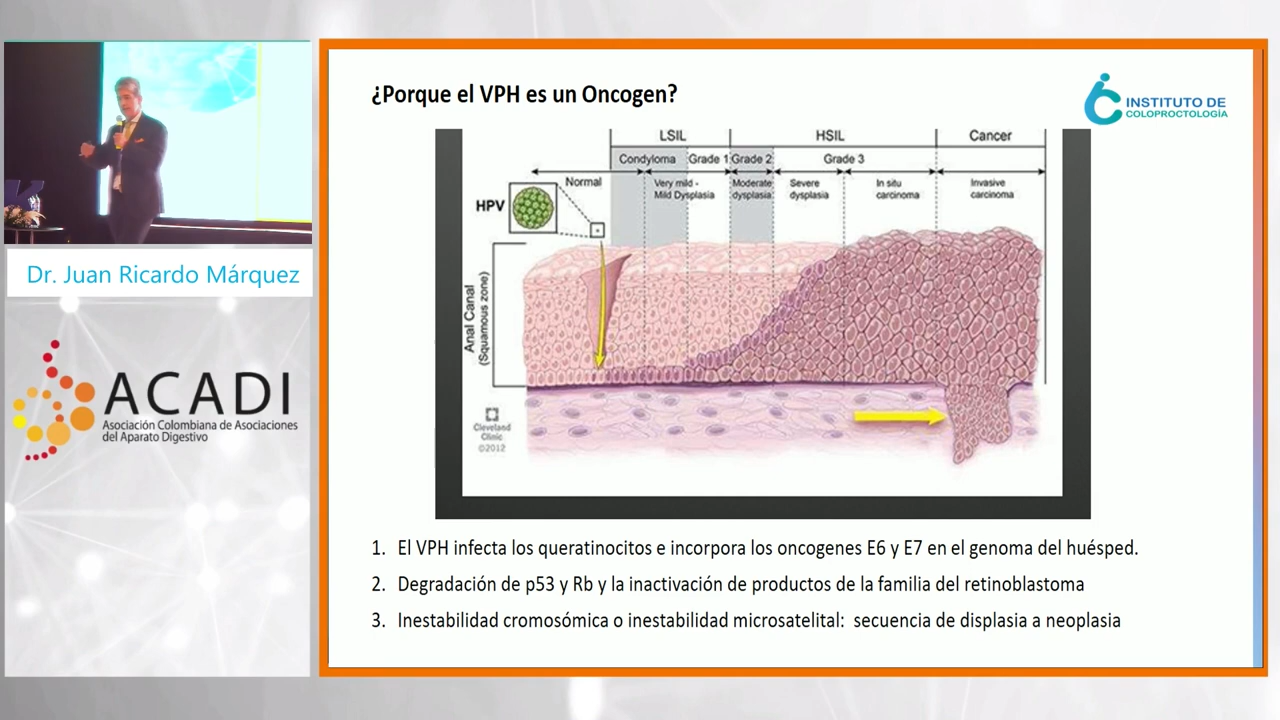 ¿Porque el VPH es un Oncogen?
INSTITUTO DE
COLOPROCTOLOGÍA
LSIL
HSIL
Cancer
Condyloma
Grade 1
Grade 2
Grade 3
Normal
Very mild -
Mild Dysplasia
Moderate
dysplasia
Severe
dysplasia
In situ
carcinoma
Invasive
carcinoma
HPV
Anal Canal
(Squamous zone)
Cleveland
Clinic
©2012
Dr. Juan Ricardo Márquez
ACADI
Asociación Colombiana de Asociaciones
del Aparato Digestivo
1. El VPH infecta los queratinocitos e incorpora los oncogenes E6 y E7 en el genoma del huésped.
2. Degradación de p53 y Rb y la inactivación de productos de la familia del retinoblastoma
3. Inestabilidad cromosómica o inestabilidad microsatelital: secuencia de displasia a neoplasia